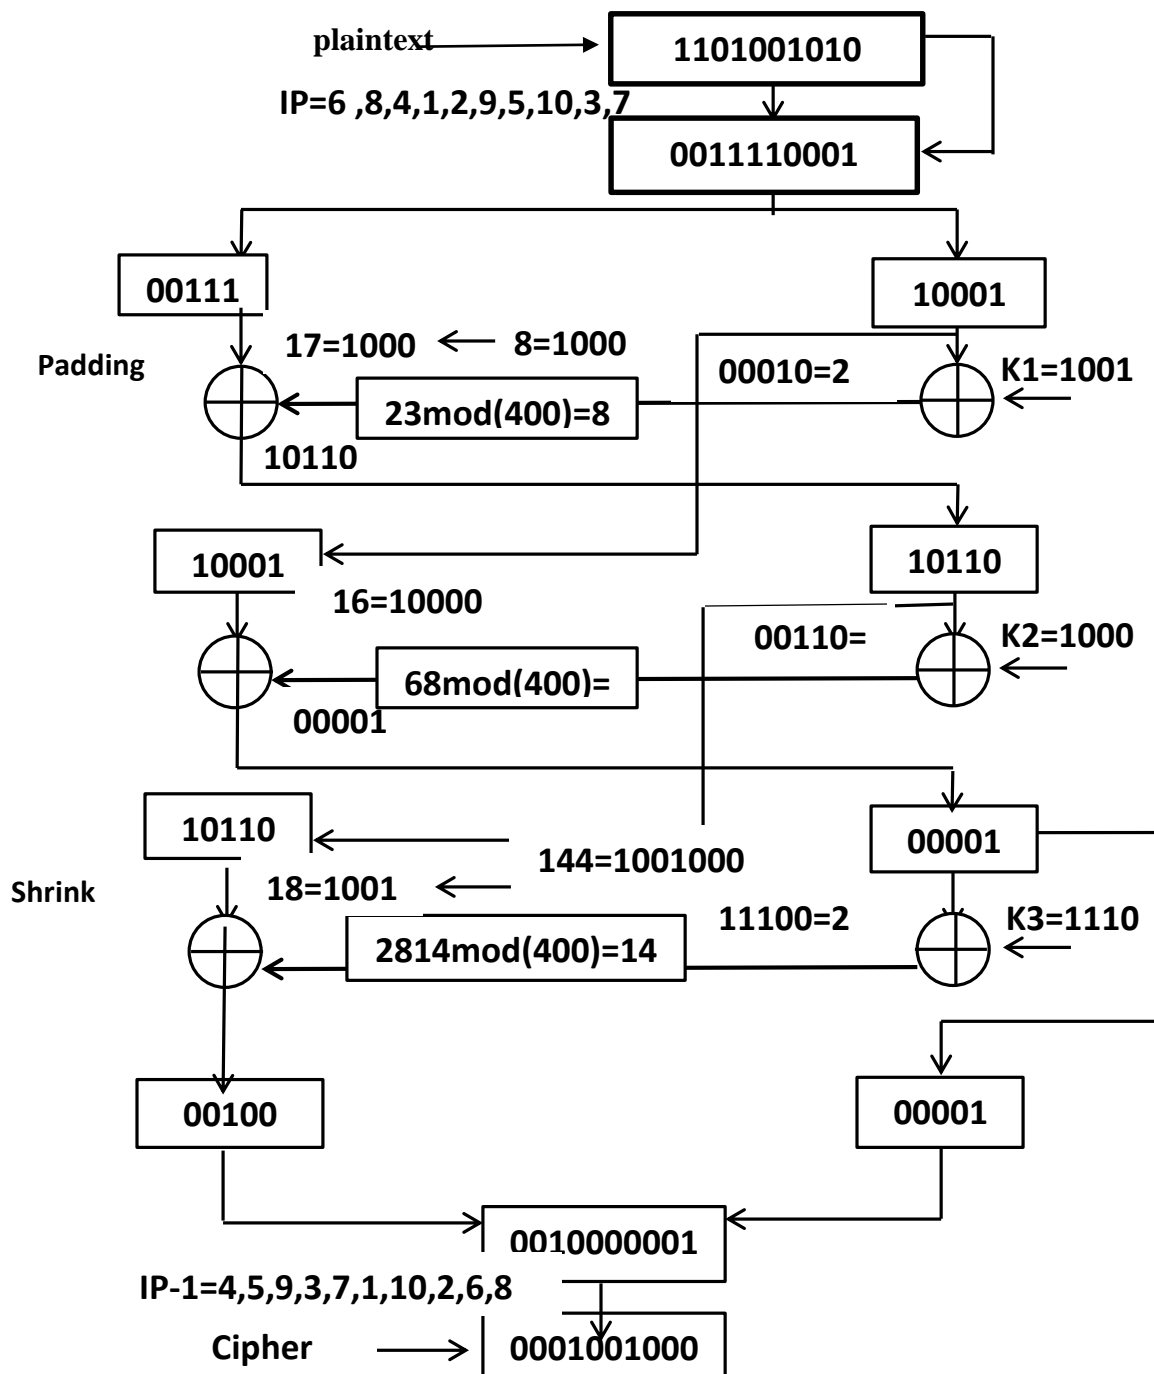 plaintext
1101001010
IP=6 ,8,4,1,2,9,5,10,3,7
0011110001
00111
10001
17=1000
8=1000
Padding
00010=2
K1=1001
23mod(400)=8
10110
10001
10110
16=10000
00110=
K2=1000
68mod(400)=
00001
10110
00001
144=1001000
Shrink
18=1001
11100=2
K3=1110
2814mod(400)=14
00100
00001
0010000001
IP-1=4,5,9,3,7,1,10,2,6,8
Cipher
0001001000